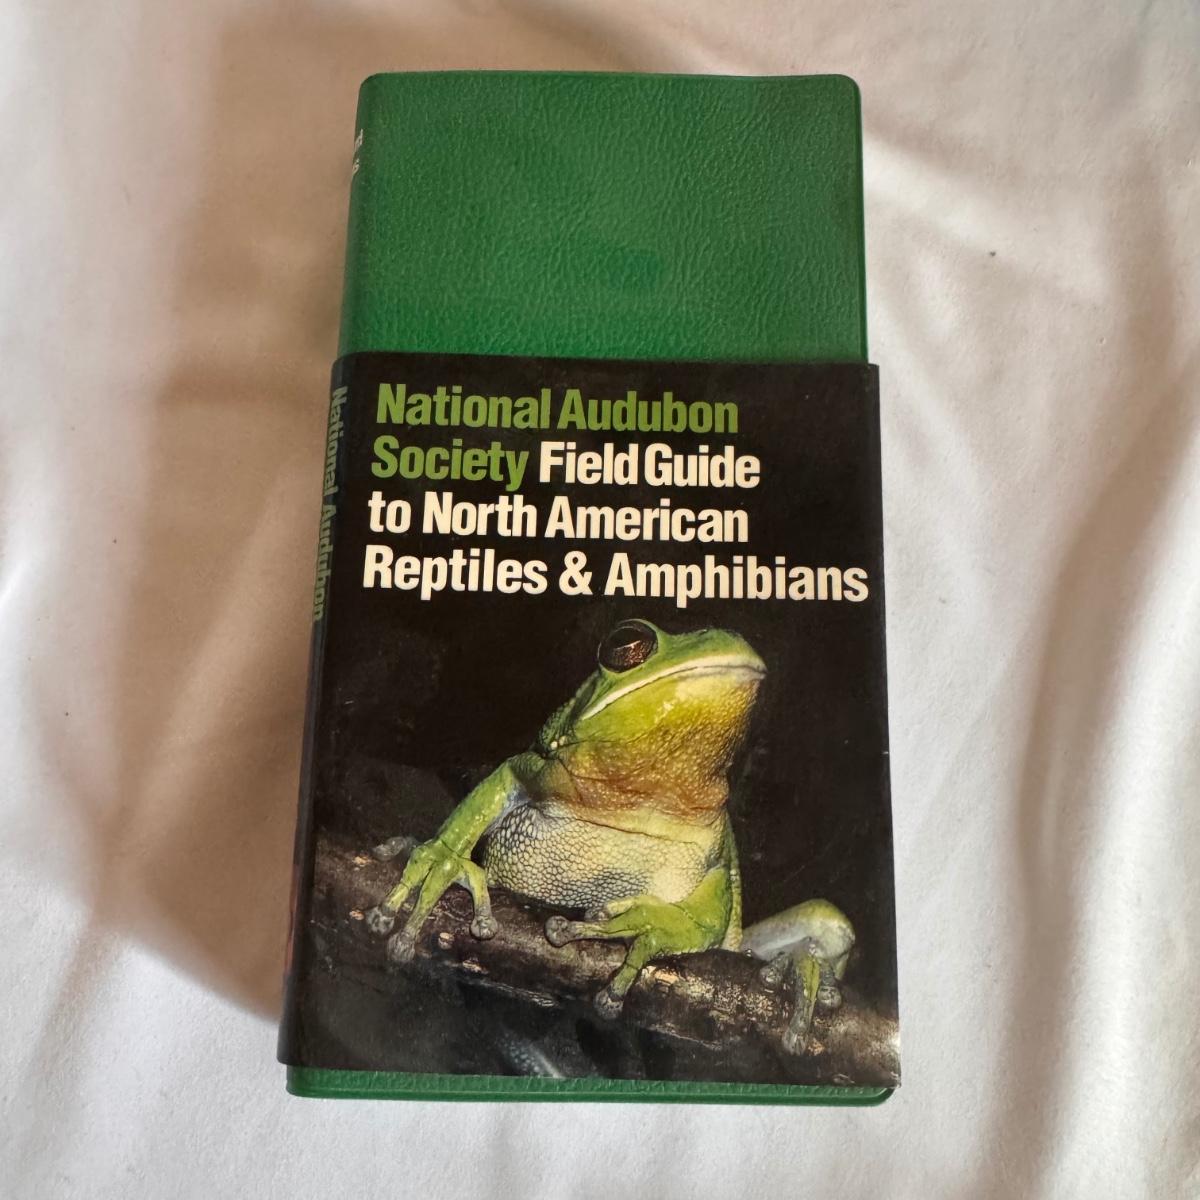 National Audubon
Society Field Guide
to North American
Reptiles & Amphibians
National Audubon